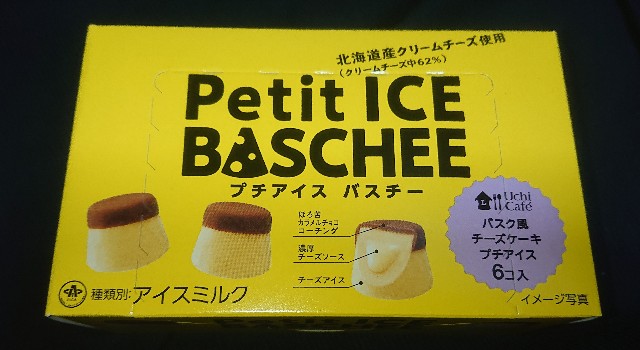 北海道産クリームチーズ使用
(クリームチーズ中62%)
Petit ICE
BASCHEE
プチアイス バスチー
Uchi
Café
バスク風
チーズケーキ
プチアイス
6コ入
ほろ苦
カラメルチョコ
コーチング
濃厚
チーズソース
チーズアイス
種類別:アイスミルク
イメージ写真